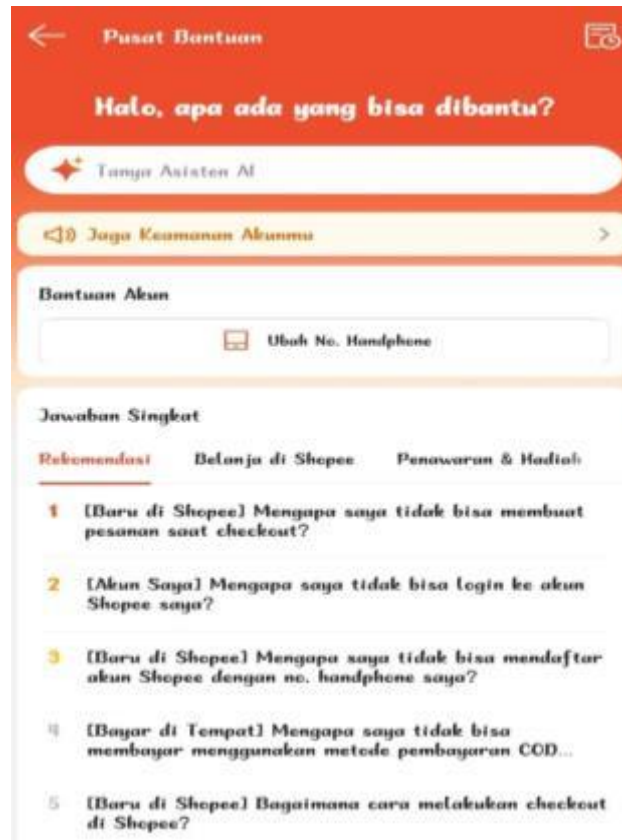 Pusat Bantuan
Halo, apa ada yang bisa dibantu?
Tanya Asisten AI
Jaga Keamanan Akunmu
Bantuan Akun
Ubah No. Handphone
Jawaban Singkat
Rekomendasi Belanja di Shopee Penawaran & Hadiah
1 [Baru di Shopee] Mengapa saya tidak bisa membuat
pesanan saat checkout?
2 [Akun Saya] Mengapa saya tidak bisa login ke akun
Shopee saya?
3 [Baru di Shopee] Mengapa saya tidak bisa mendaftar
akun Shopee dengan no. handphone saya?
4 [Bayar di Tempat] Mengapa saya tidak bisa
membayar menggunakan metode pembayaran COD...
5 [Baru di Shopee] Bagaimana cara melakukan checkout
di Shopee?